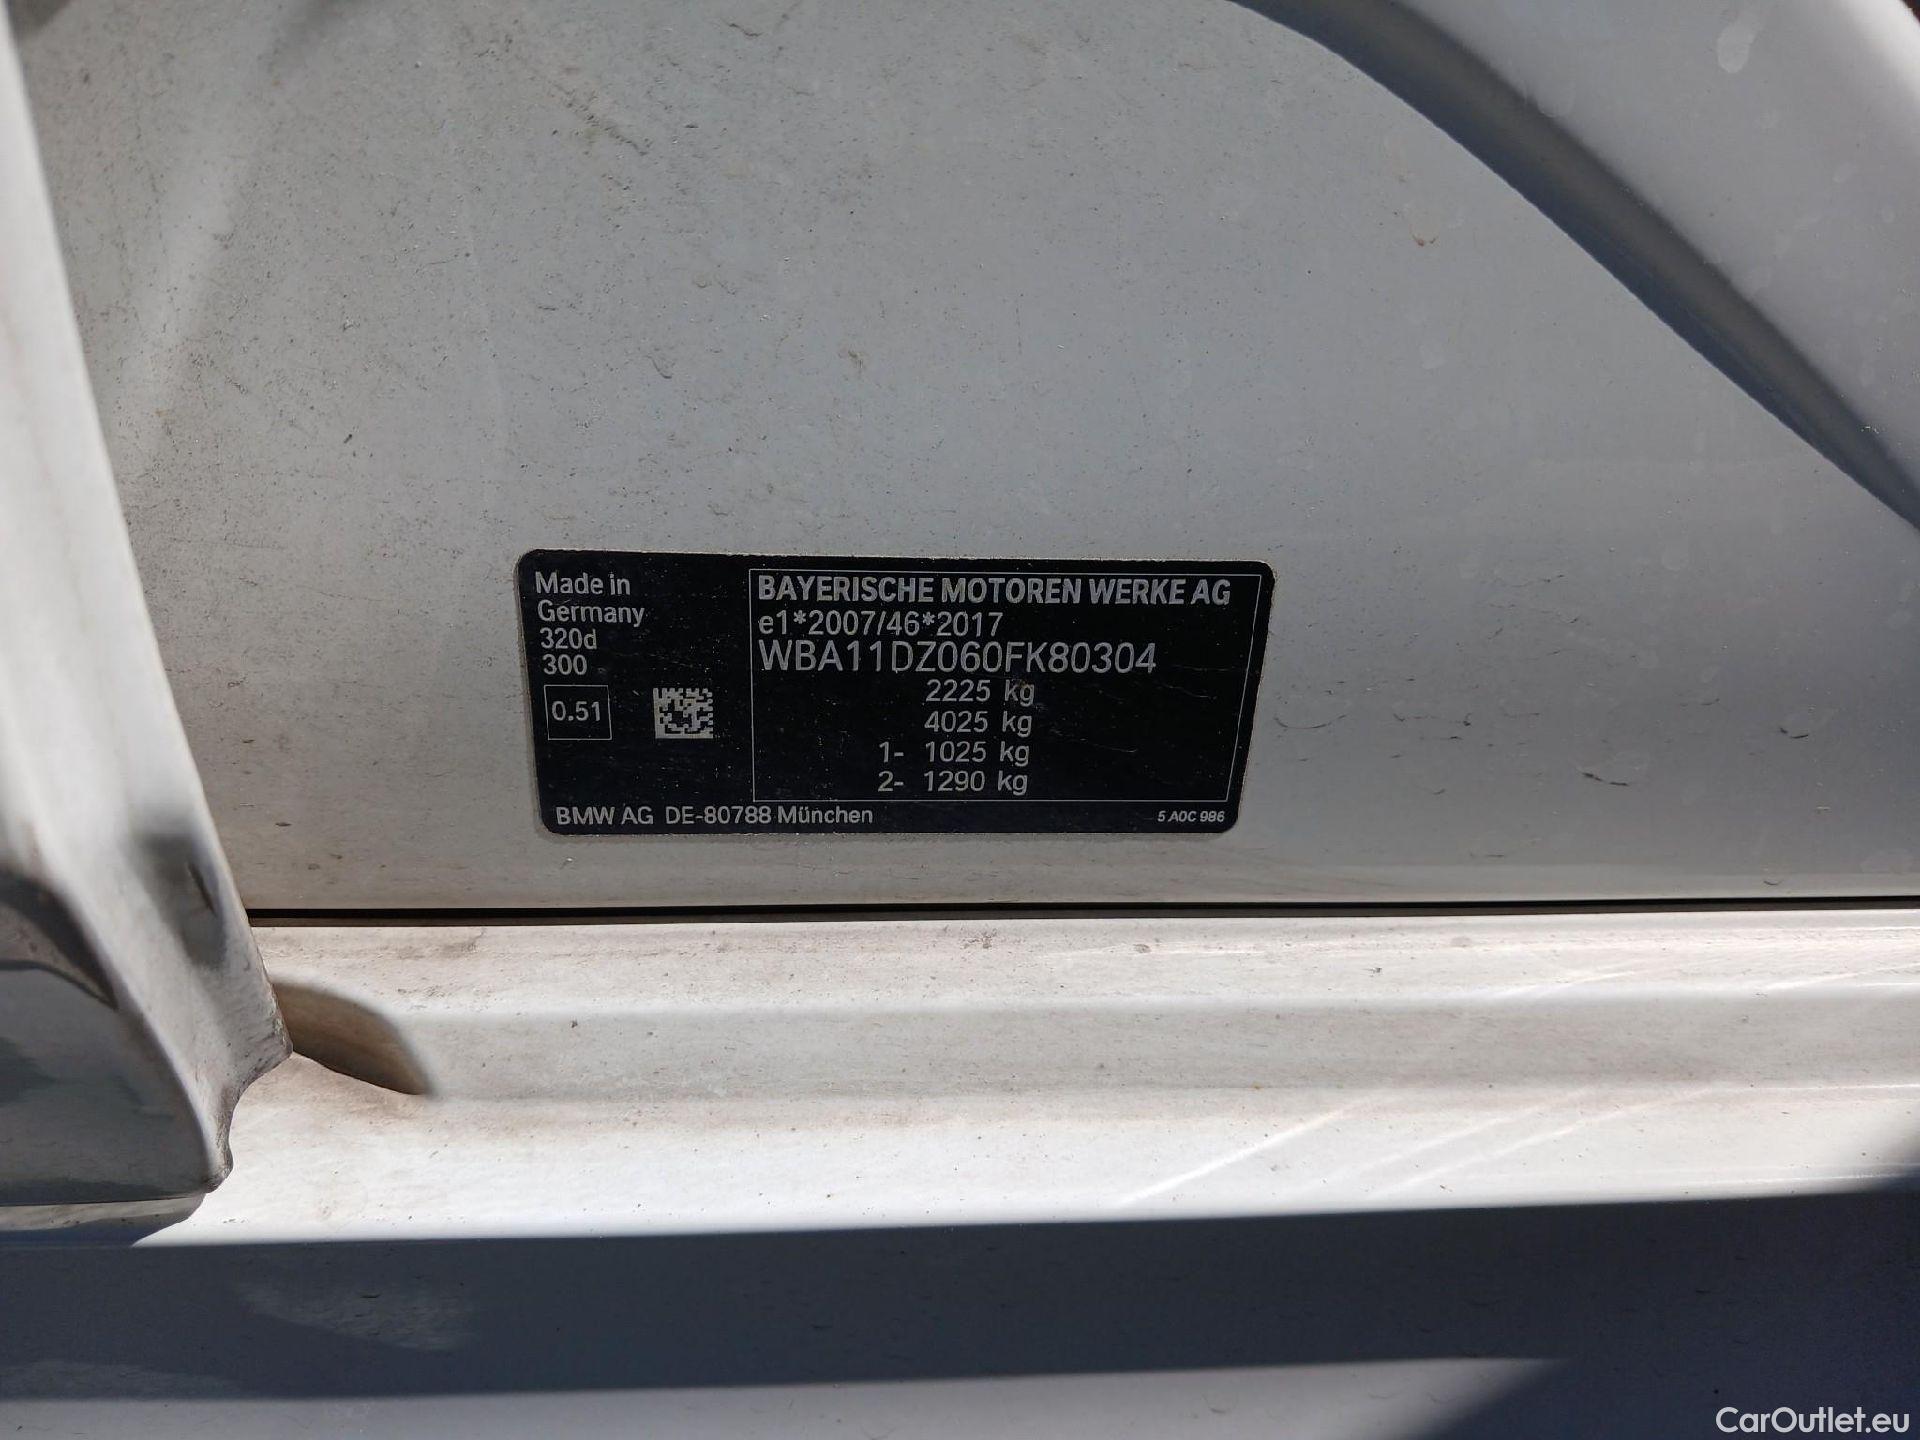 Made in
Germany
320d
300
0.51
BAYERISCHE MOTOREN WERKE AG
e1*2007/46*2017
WBA11DZ060FK80304
2225 kg
4025 kg
1- 1025 kg
2- 1290 kg
BMW AG DE-80788 München
5 A0C 986
CarOutlet.eu